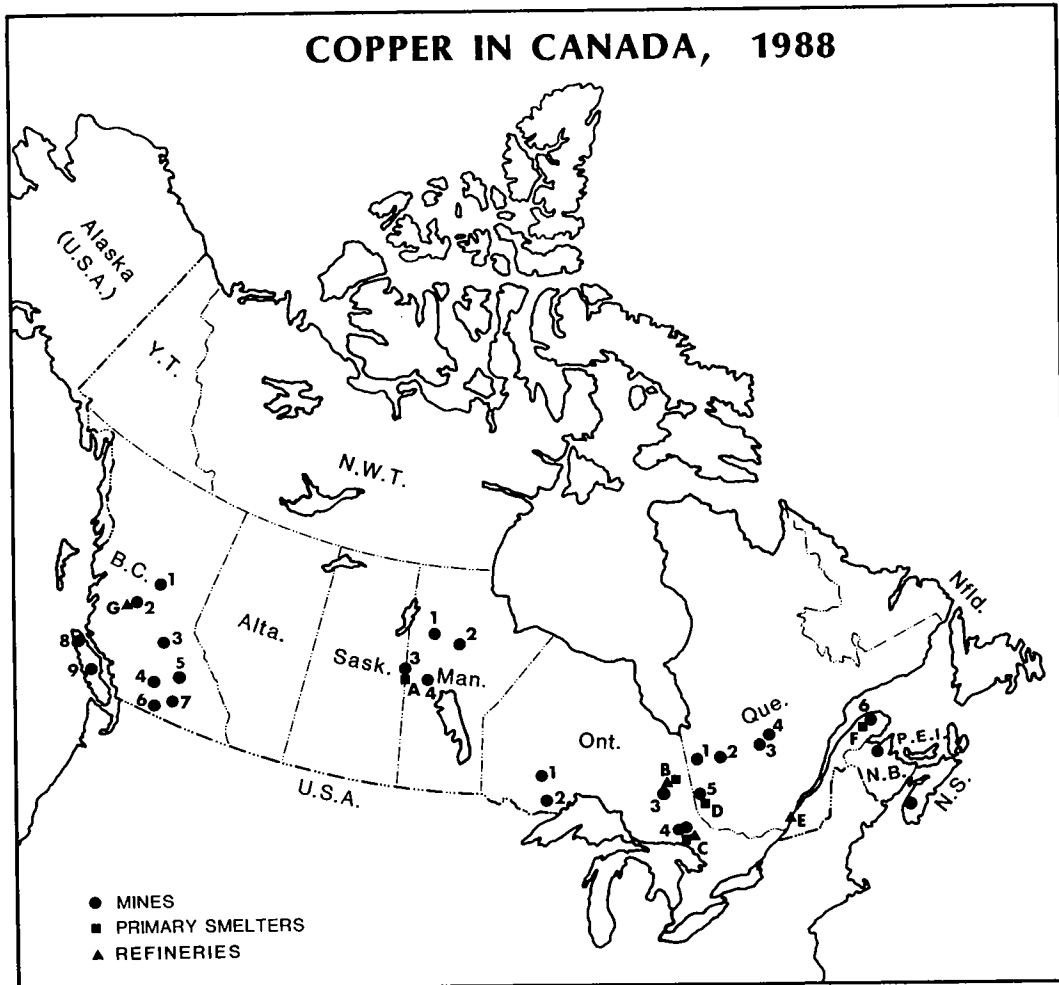 COPPER IN CANADA, 1988
Alaska
(U.S.A.)
Y.T.
N.W.T.
B.C.
1
G
2
8
3
9
4
5
6
7
Alta.
Sask.
1
2
3
A
4
Man.
U.S.A.
Ont.
1
2
B
3
4
C
Que.
1
2
3
4
5
D
6
F
E
Nfld.
P.E.I.
N.B.
N.S.
MINES
PRIMARY SMELTERS
REFINERIES